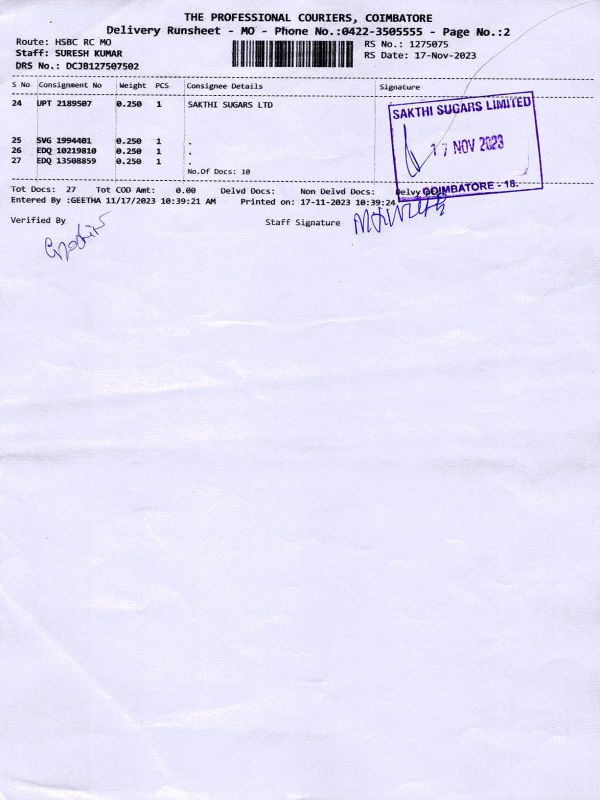 THE PROFESSIONAL COURIERS, COIMBATORE
Delivery Runsheet - MO - Phone No.:0422-3505555 - Page No.:2
Route: HSBC RC MO
RS No.: 1275075
Staff: SURESH KUMAR
RS Date: 17-Nov-2023
DRS No.: DCJB127507502
S No Consignment No Weight PCS Consignee Details Signature
24 UPT 2189507 0.250 1 SAKTHI SUGARS LTD
SAKTHI SUGARS LIMITED
17 NOV 2023
COIMBATORE - 18.
25 SVG 1994401 0.250 1 .
26 EDQ 10219810 0.250 1 .
27 EDQ 13508859 0.250 1 .
No.Of Docs: 10
Tot Docs: 27 Tot COD Amt: 0.00 Delvd Docs: Non Delvd Docs: Delvy
Entered By :GEETHA 11/17/2023 10:39:21 AM Printed on: 17-11-2023 10:39:24
Verified By Staff Signature